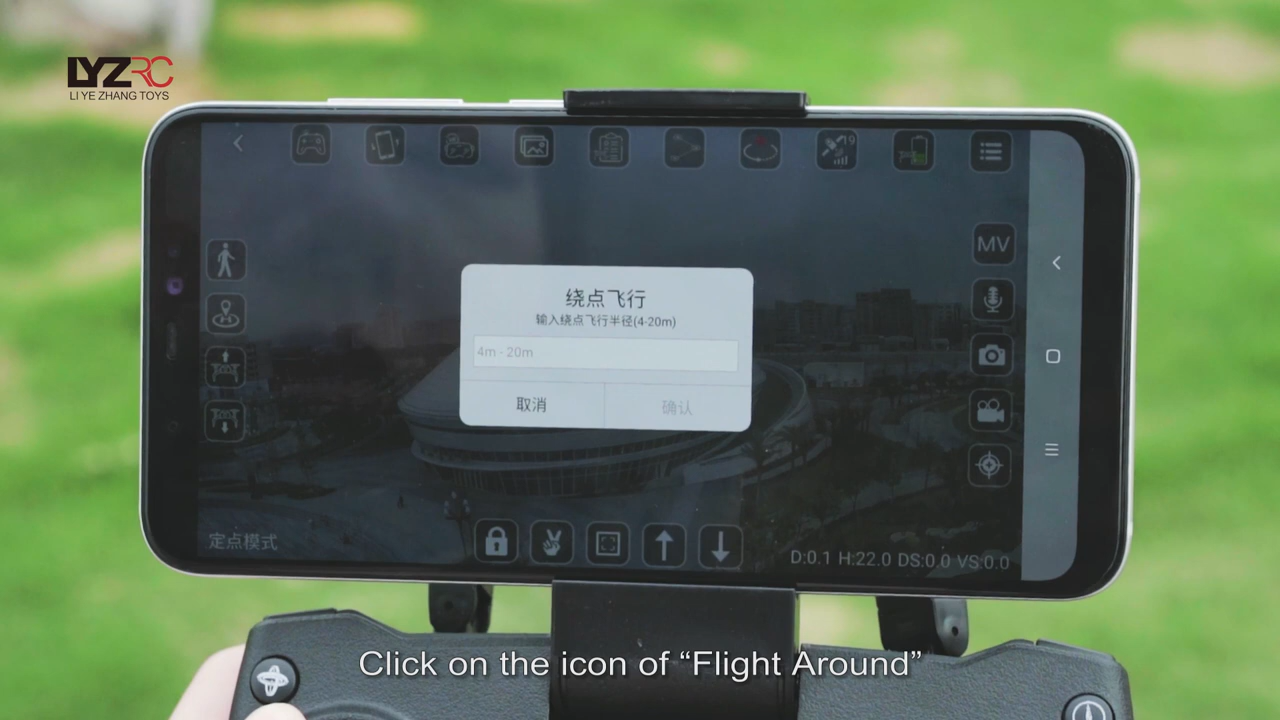 LYZRC
LI YE ZHANG TOYS
19
MV
绕点飞行
输入绕点飞行半径(4-20m)
4m - 20m
取消
确认
定点模式
D:0.1 H:22.0 DS:0.0 VS:0.0
Click on the icon of “Flight Around”